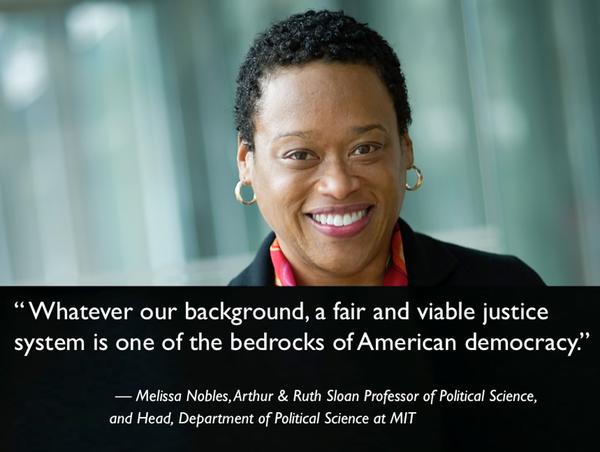 “Whatever our background, a fair and viable justice
system is one of the bedrocks of American democracy.”
— Melissa Nobles, Arthur & Ruth Sloan Professor of Political Science,
and Head, Department of Political Science at MIT